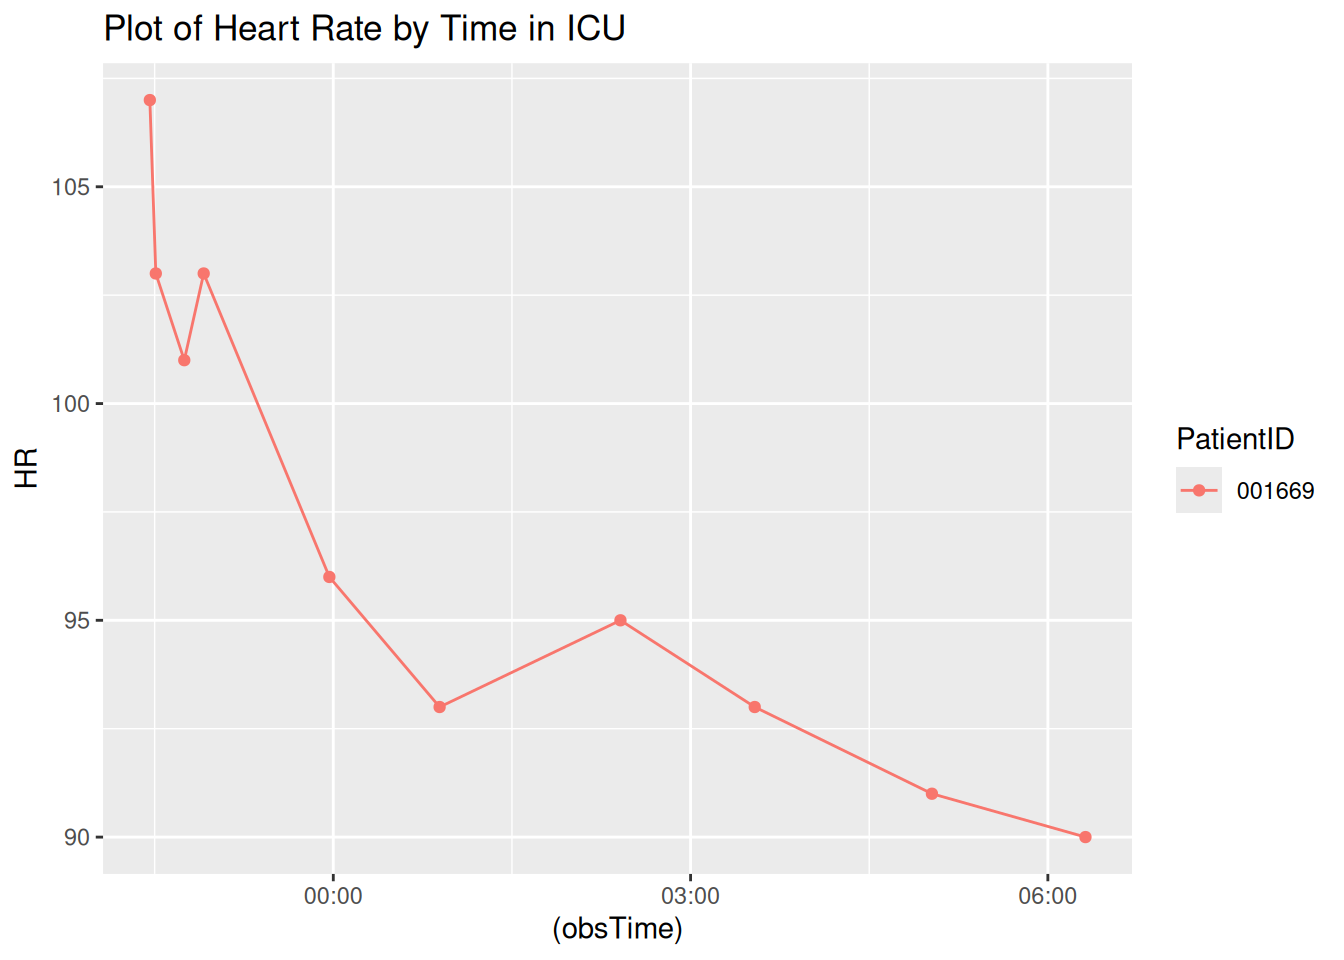 Plot of Heart Rate by Time in ICU
105
100
95
90
HR
00:00
03:00
06:00
(obsTime)
PatientID
001669